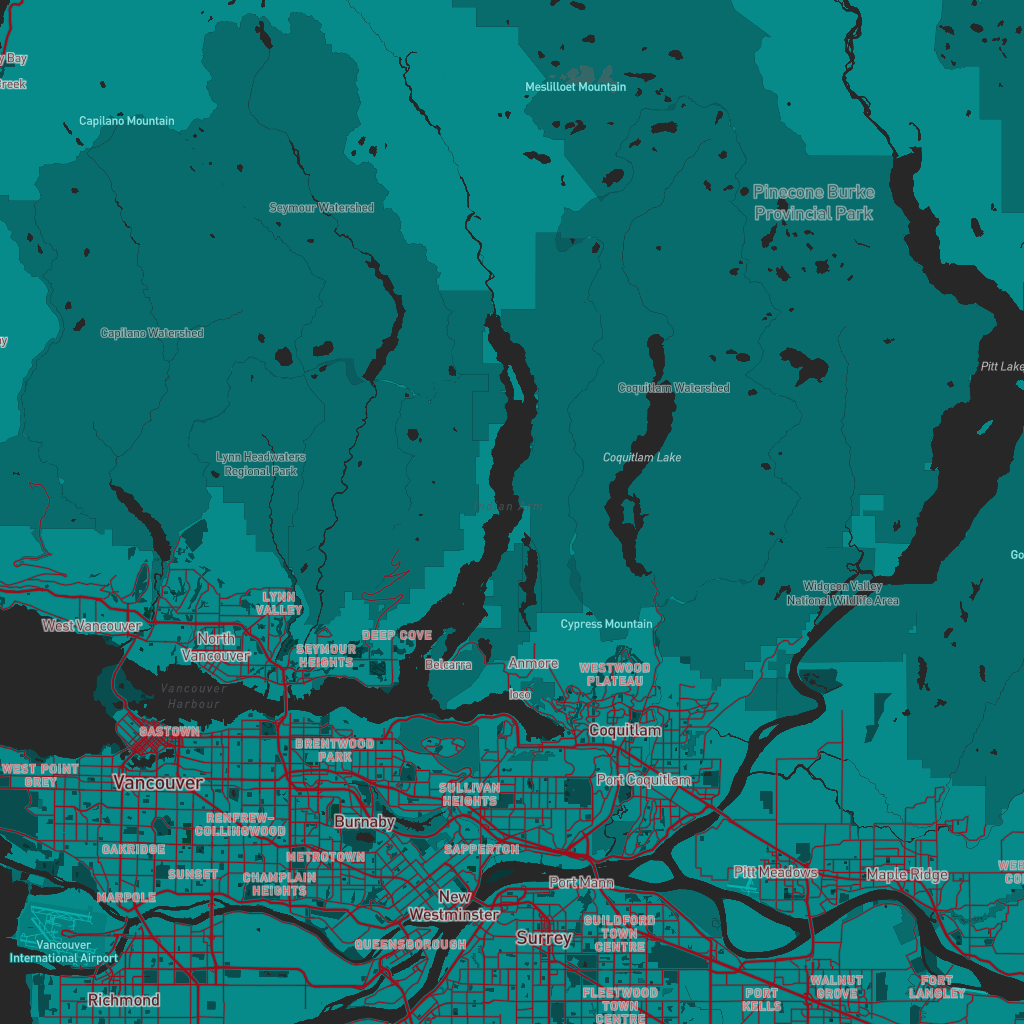 y Bay
Creek
Meslilloet Mountain
Capilano Mountain
Pinecone Burke
Provincial Park
Seymour Watershed
Capilano Watershed
Pitt Lake
Coquitlam Watershed
Lynn Headwaters
Regional Park
Coquitlam Lake
Go
Widgeon Valley
National Wildlife Area
LYNN
VALLEY
West Vancouver
North
Vancouver
DEEP COVE
Cypress Mountain
SEYMOUR
HEIGHTS
Belcarra
Anmore
WESTWOOD
PLATEAU
Vancouver
Harbour
Ioco
GASTOWN
Coquitlam
BRENTWOOD
PARK
WEST POINT
GREY
Vancouver
Port Coquitlam
SULLIVAN
HEIGHTS
RENFREW-
COLLINGWOOD
Burnaby
OAKRIDGE
METROTOWN
SAPPERTON
SUNSET
CHAMPLAIN
HEIGHTS
Pitt Meadows
Maple Ridge
Port Mann
MARPOLE
New
Westminster
GUILDFORD
TOWN
CENTRE
Surrey
QUEENSBOROUGH
Vancouver
International Airport
Richmond
FLEETWOOD
TOWN
CENTRE
PORT
KELLS
WALNUT
GROVE
FORT
LANGLEY